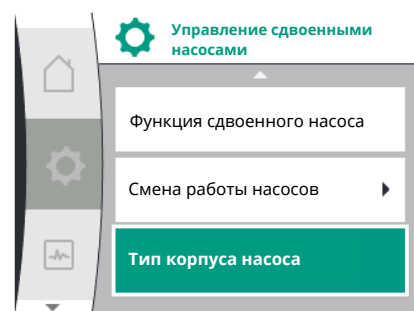 Управление сдвоенными
насосами
Функция сдвоенного насоса
Смена работы насосов
Тип корпуса насоса